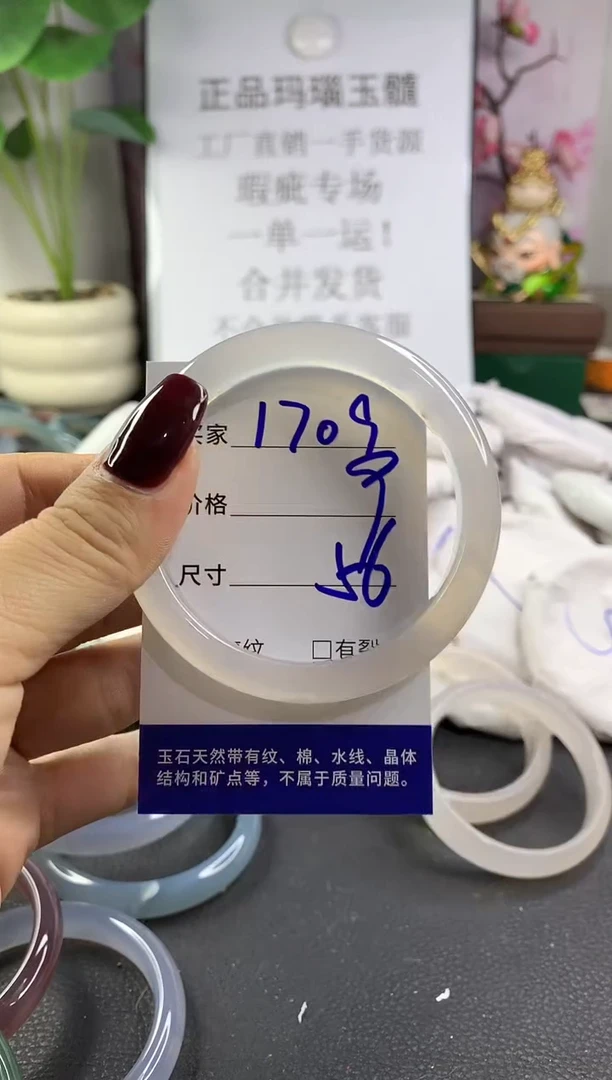 正品玛瑙玉髓
工厂直销一手货源
瑕疵专场
一单一运！
合并发货
买家 1709
价格
尺寸 56
纹 □有裂
玉石天然带有纹、棉、水线、晶体
结构和矿点等，不属于质量问题。